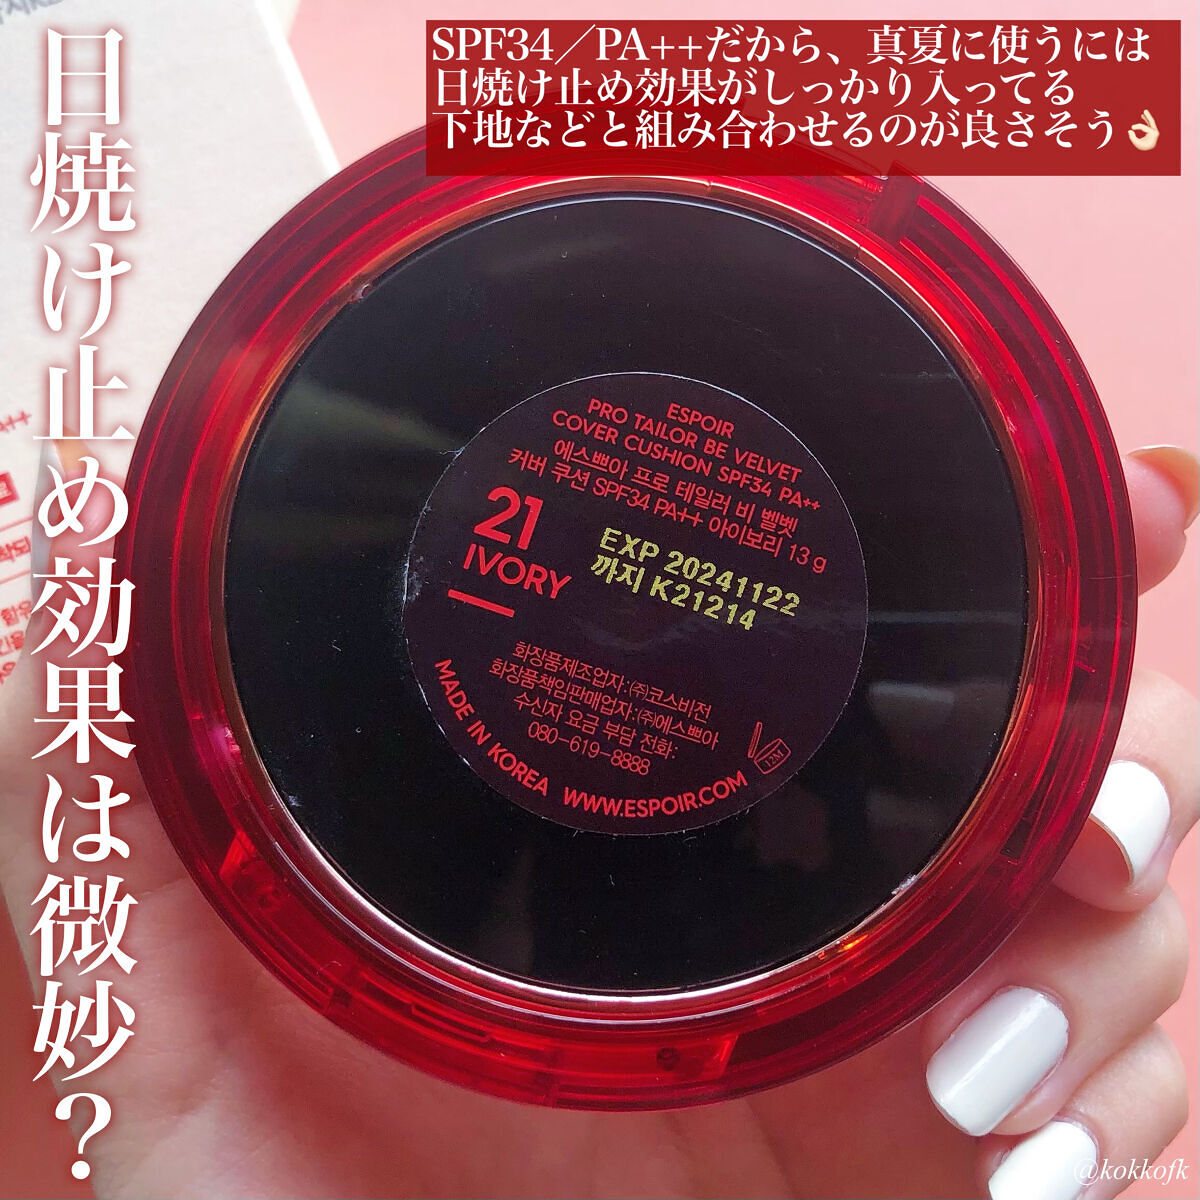 SPF34／PA++だから、真夏に使うには
日焼け止め効果がしっかり入ってる
下地などと組み合わせるのが良さそう👌🏻
日焼け止め効果は微妙？
ESPOIR
PRO TAILOR BE VELVET
COVER CUSHION SPF34 PA++
에스쁘아 프로 테일러 비 벨벳
커버 쿠션 SPF34 PA++ 아이보리 13 g
21
IVORY
EXP 20241122
까지 K21214
화장품제조업자:㈜코스비전
화장품책임판매업자:㈜에스쁘아
수신자 요금 부담 전화:
080-619-8888
MADE IN KOREA WWW.ESPOIR.COM
12M
@kokkofk